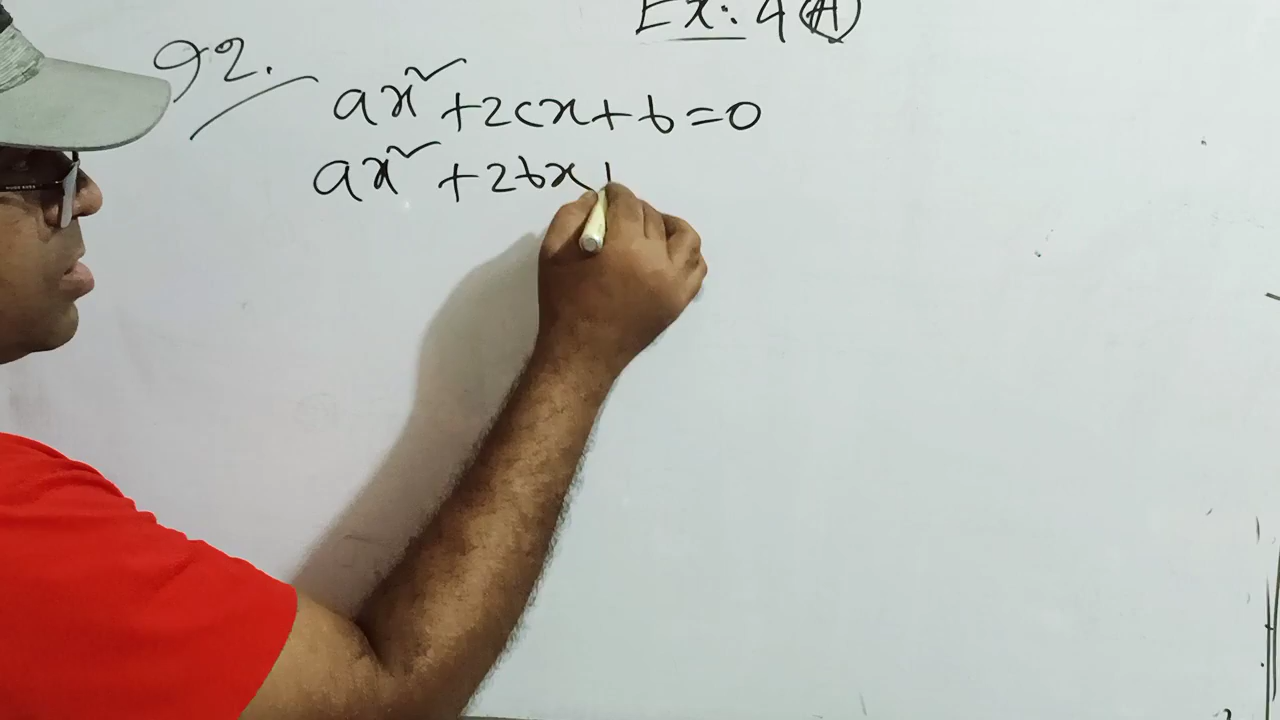 Ex: 4(A)
92.
ax² + 2cx + b = 0
ax² + 2bx